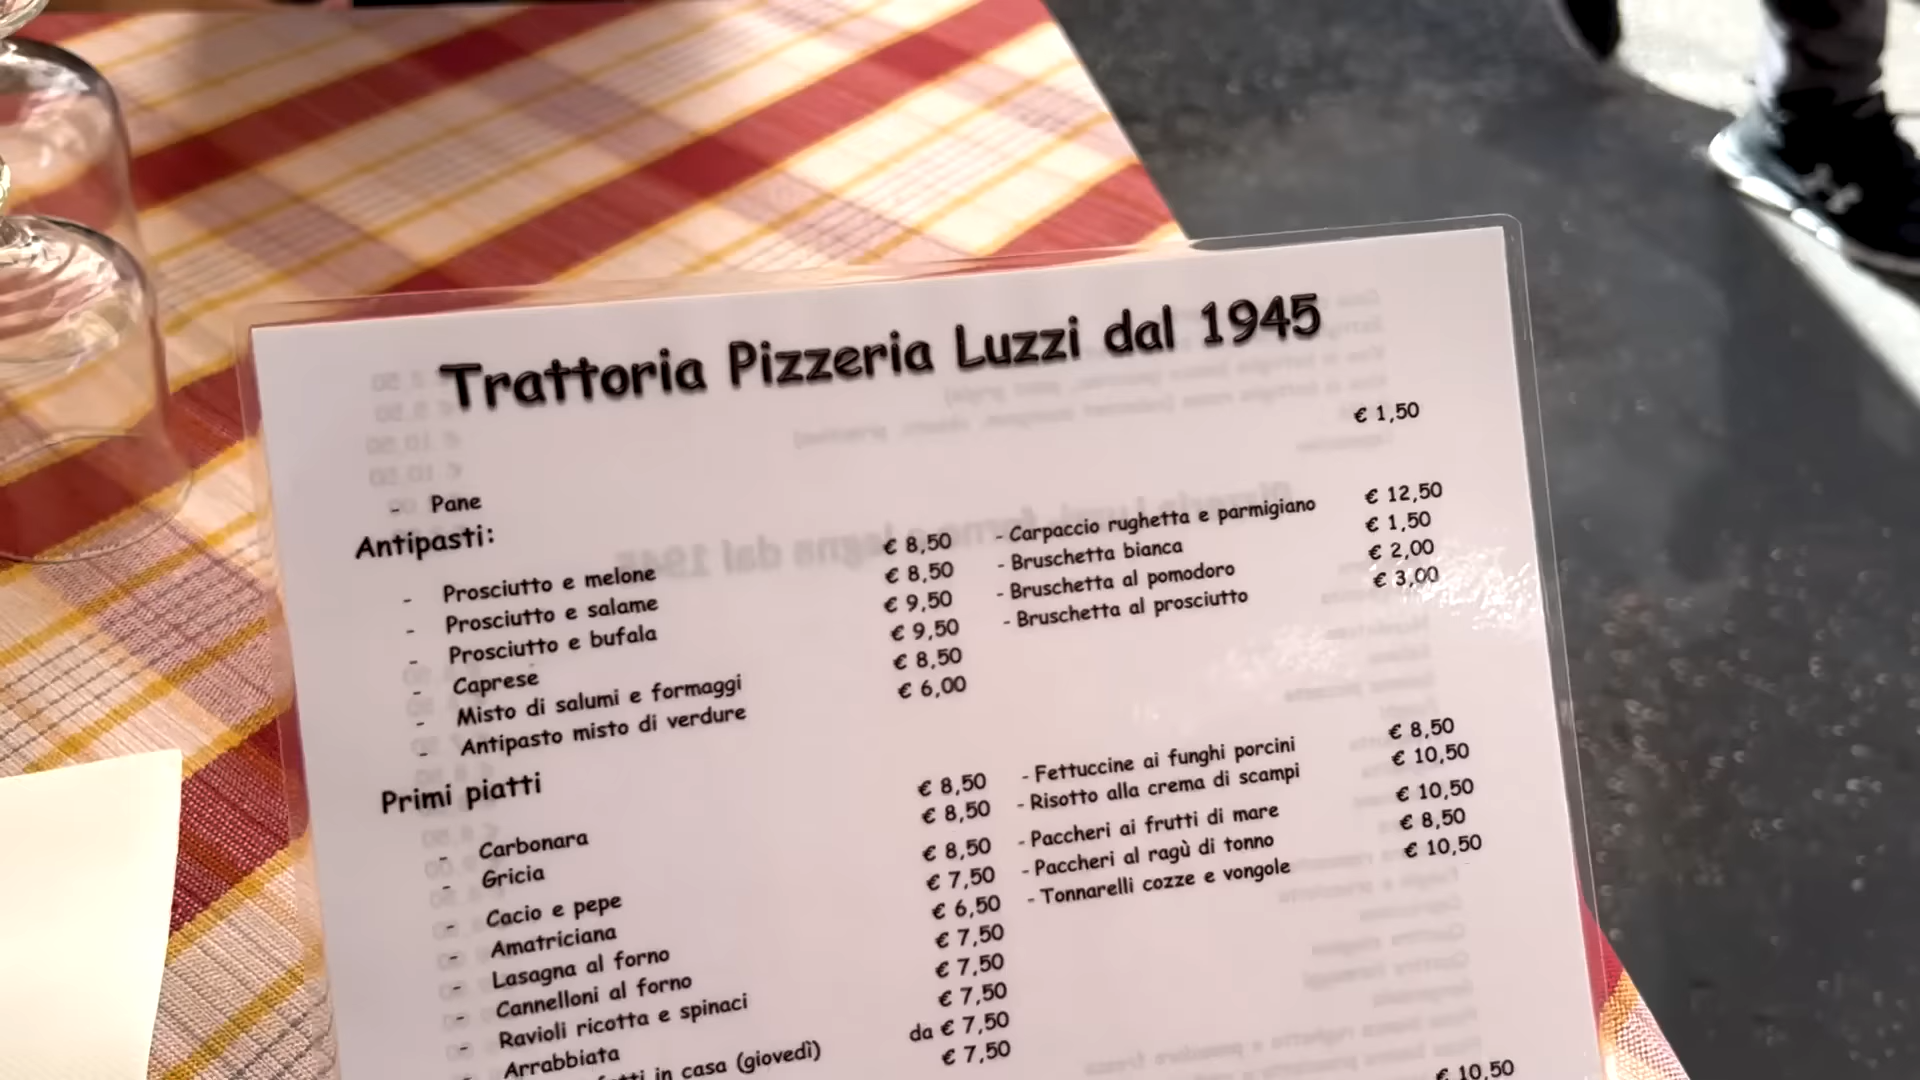 Trattoria Pizzeria Luzzi dal 1945
- Pane € 1,50
Antipasti:
- Prosciutto e melone € 8,50
- Prosciutto e salame € 8,50
- Prosciutto e bufala € 9,50
- Caprese € 9,50
- Misto di salumi e formaggi € 8,50
- Antipasto misto di verdure € 6,00
- Carpaccio rughetta e parmigiano € 12,50
- Bruschetta bianca € 1,50
- Bruschetta al pomodoro € 2,00
- Bruschetta al prosciutto € 3,00
Primi piatti
- Carbonara € 8,50
- Gricia € 8,50
- Cacio e pepe € 8,50
- Amatriciana € 7,50
- Lasagna al forno € 6,50
- Cannelloni al forno € 7,50
- Ravioli ricotta e spinaci € 7,50
- Arrabbiata € 7,50
in casa (giovedì) da € 7,50
€ 7,50
- Fettuccine ai funghi porcini € 8,50
- Risotto alla crema di scampi € 10,50
- Paccheri ai frutti di mare € 10,50
- Paccheri al ragù di tonno € 8,50
- Tonnarelli cozze e vongole € 10,50
€ 10,50